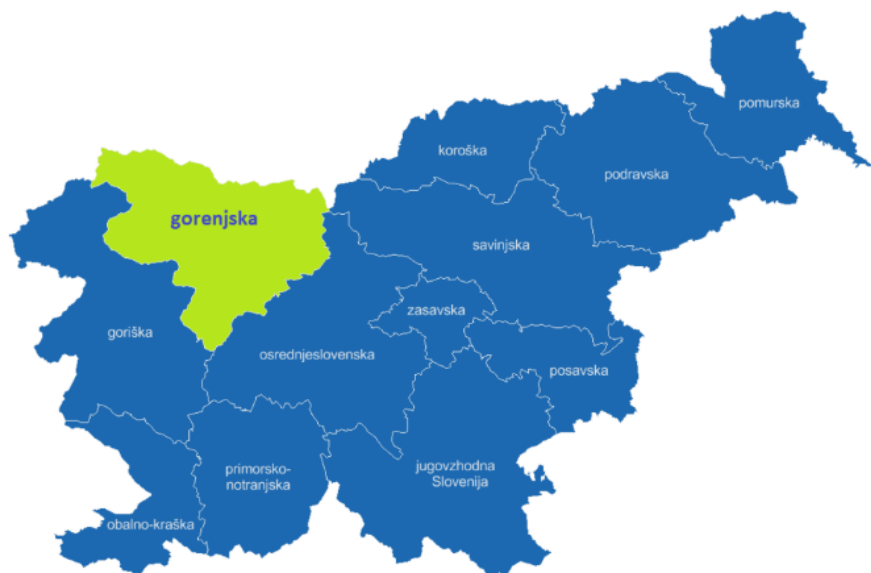 pomurska
koroška
podravska
gorenjska
savinjska
zasavska
goriška
osrednjeslovenska
posavska
primorsko-
notranjska
jugovzhodna
Slovenija
obalno-kraška